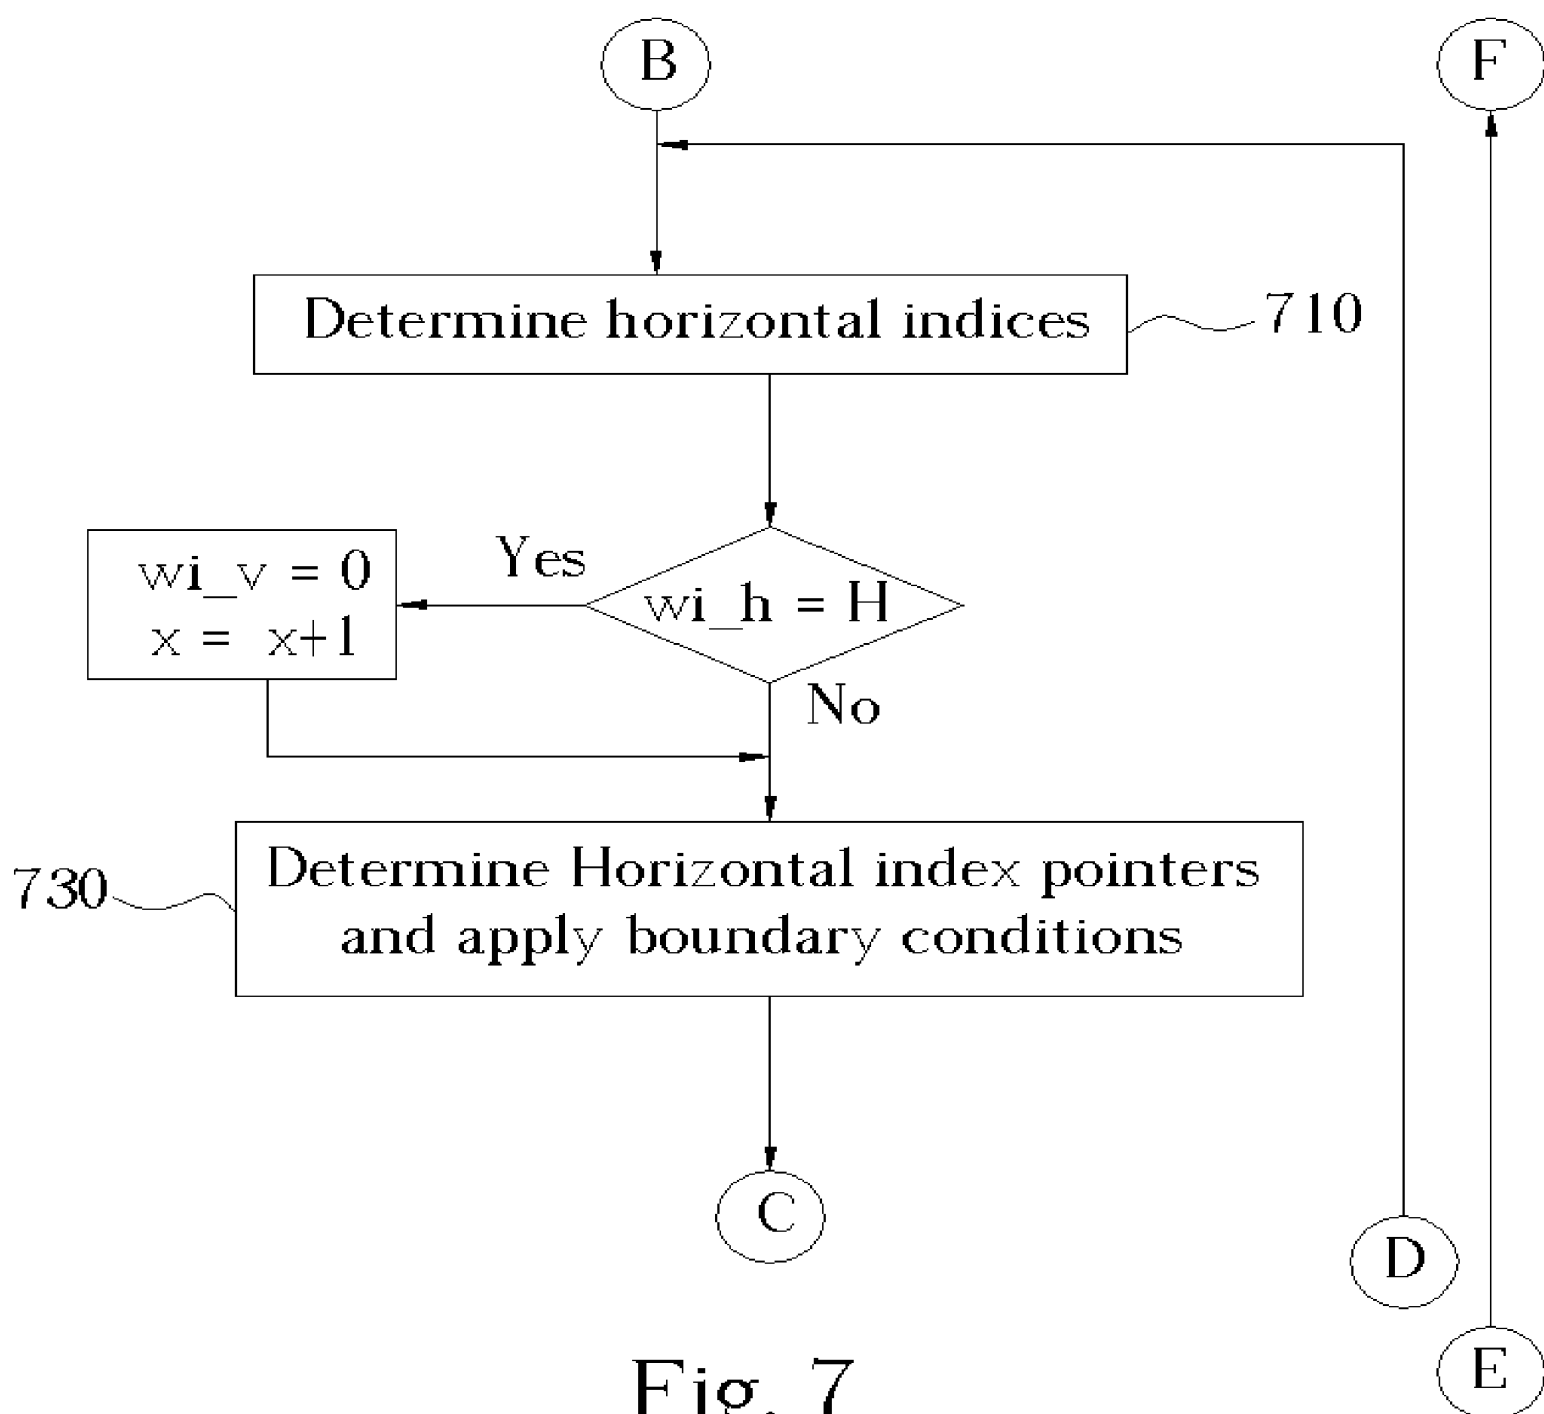 B
F
Determine horizontal indices
710
Yes
wi_v = 0
x = x+1
wi_h = H
No
730
Determine Horizontal index pointers
and apply boundary conditions
C
D
E
Fig. 7